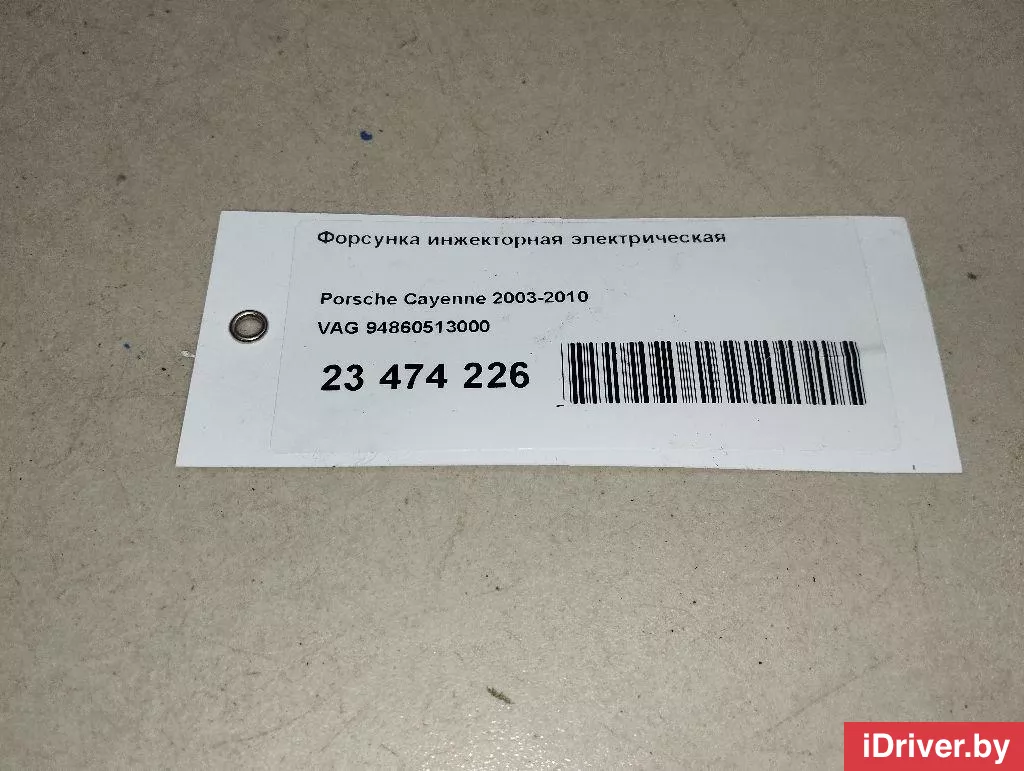 Форсунка инжекторная электрическая
Porsche Cayenne 2003-2010
VAG 94860513000
23 474 226
iDriver.by